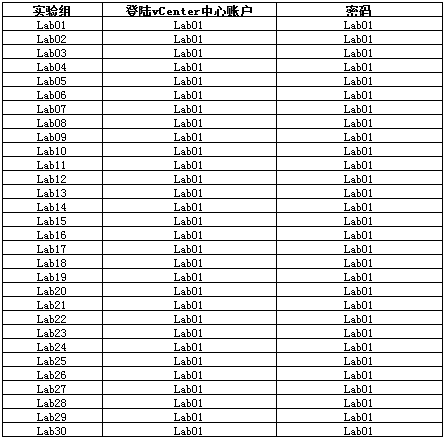 实验组 登陆vCenter中心账户 密码
Lab01 Lab01 Lab01
Lab02 Lab01 Lab01
Lab03 Lab01 Lab01
Lab04 Lab01 Lab01
Lab05 Lab01 Lab01
Lab06 Lab01 Lab01
Lab07 Lab01 Lab01
Lab08 Lab01 Lab01
Lab09 Lab01 Lab01
Lab10 Lab01 Lab01
Lab11 Lab01 Lab01
Lab12 Lab01 Lab01
Lab13 Lab01 Lab01
Lab14 Lab01 Lab01
Lab15 Lab01 Lab01
Lab16 Lab01 Lab01
Lab17 Lab01 Lab01
Lab18 Lab01 Lab01
Lab19 Lab01 Lab01
Lab20 Lab01 Lab01
Lab21 Lab01 Lab01
Lab22 Lab01 Lab01
Lab23 Lab01 Lab01
Lab24 Lab01 Lab01
Lab25 Lab01 Lab01
Lab26 Lab01 Lab01
Lab27 Lab01 Lab01
Lab28 Lab01 Lab01
Lab29 Lab01 Lab01
Lab30 Lab01 Lab01